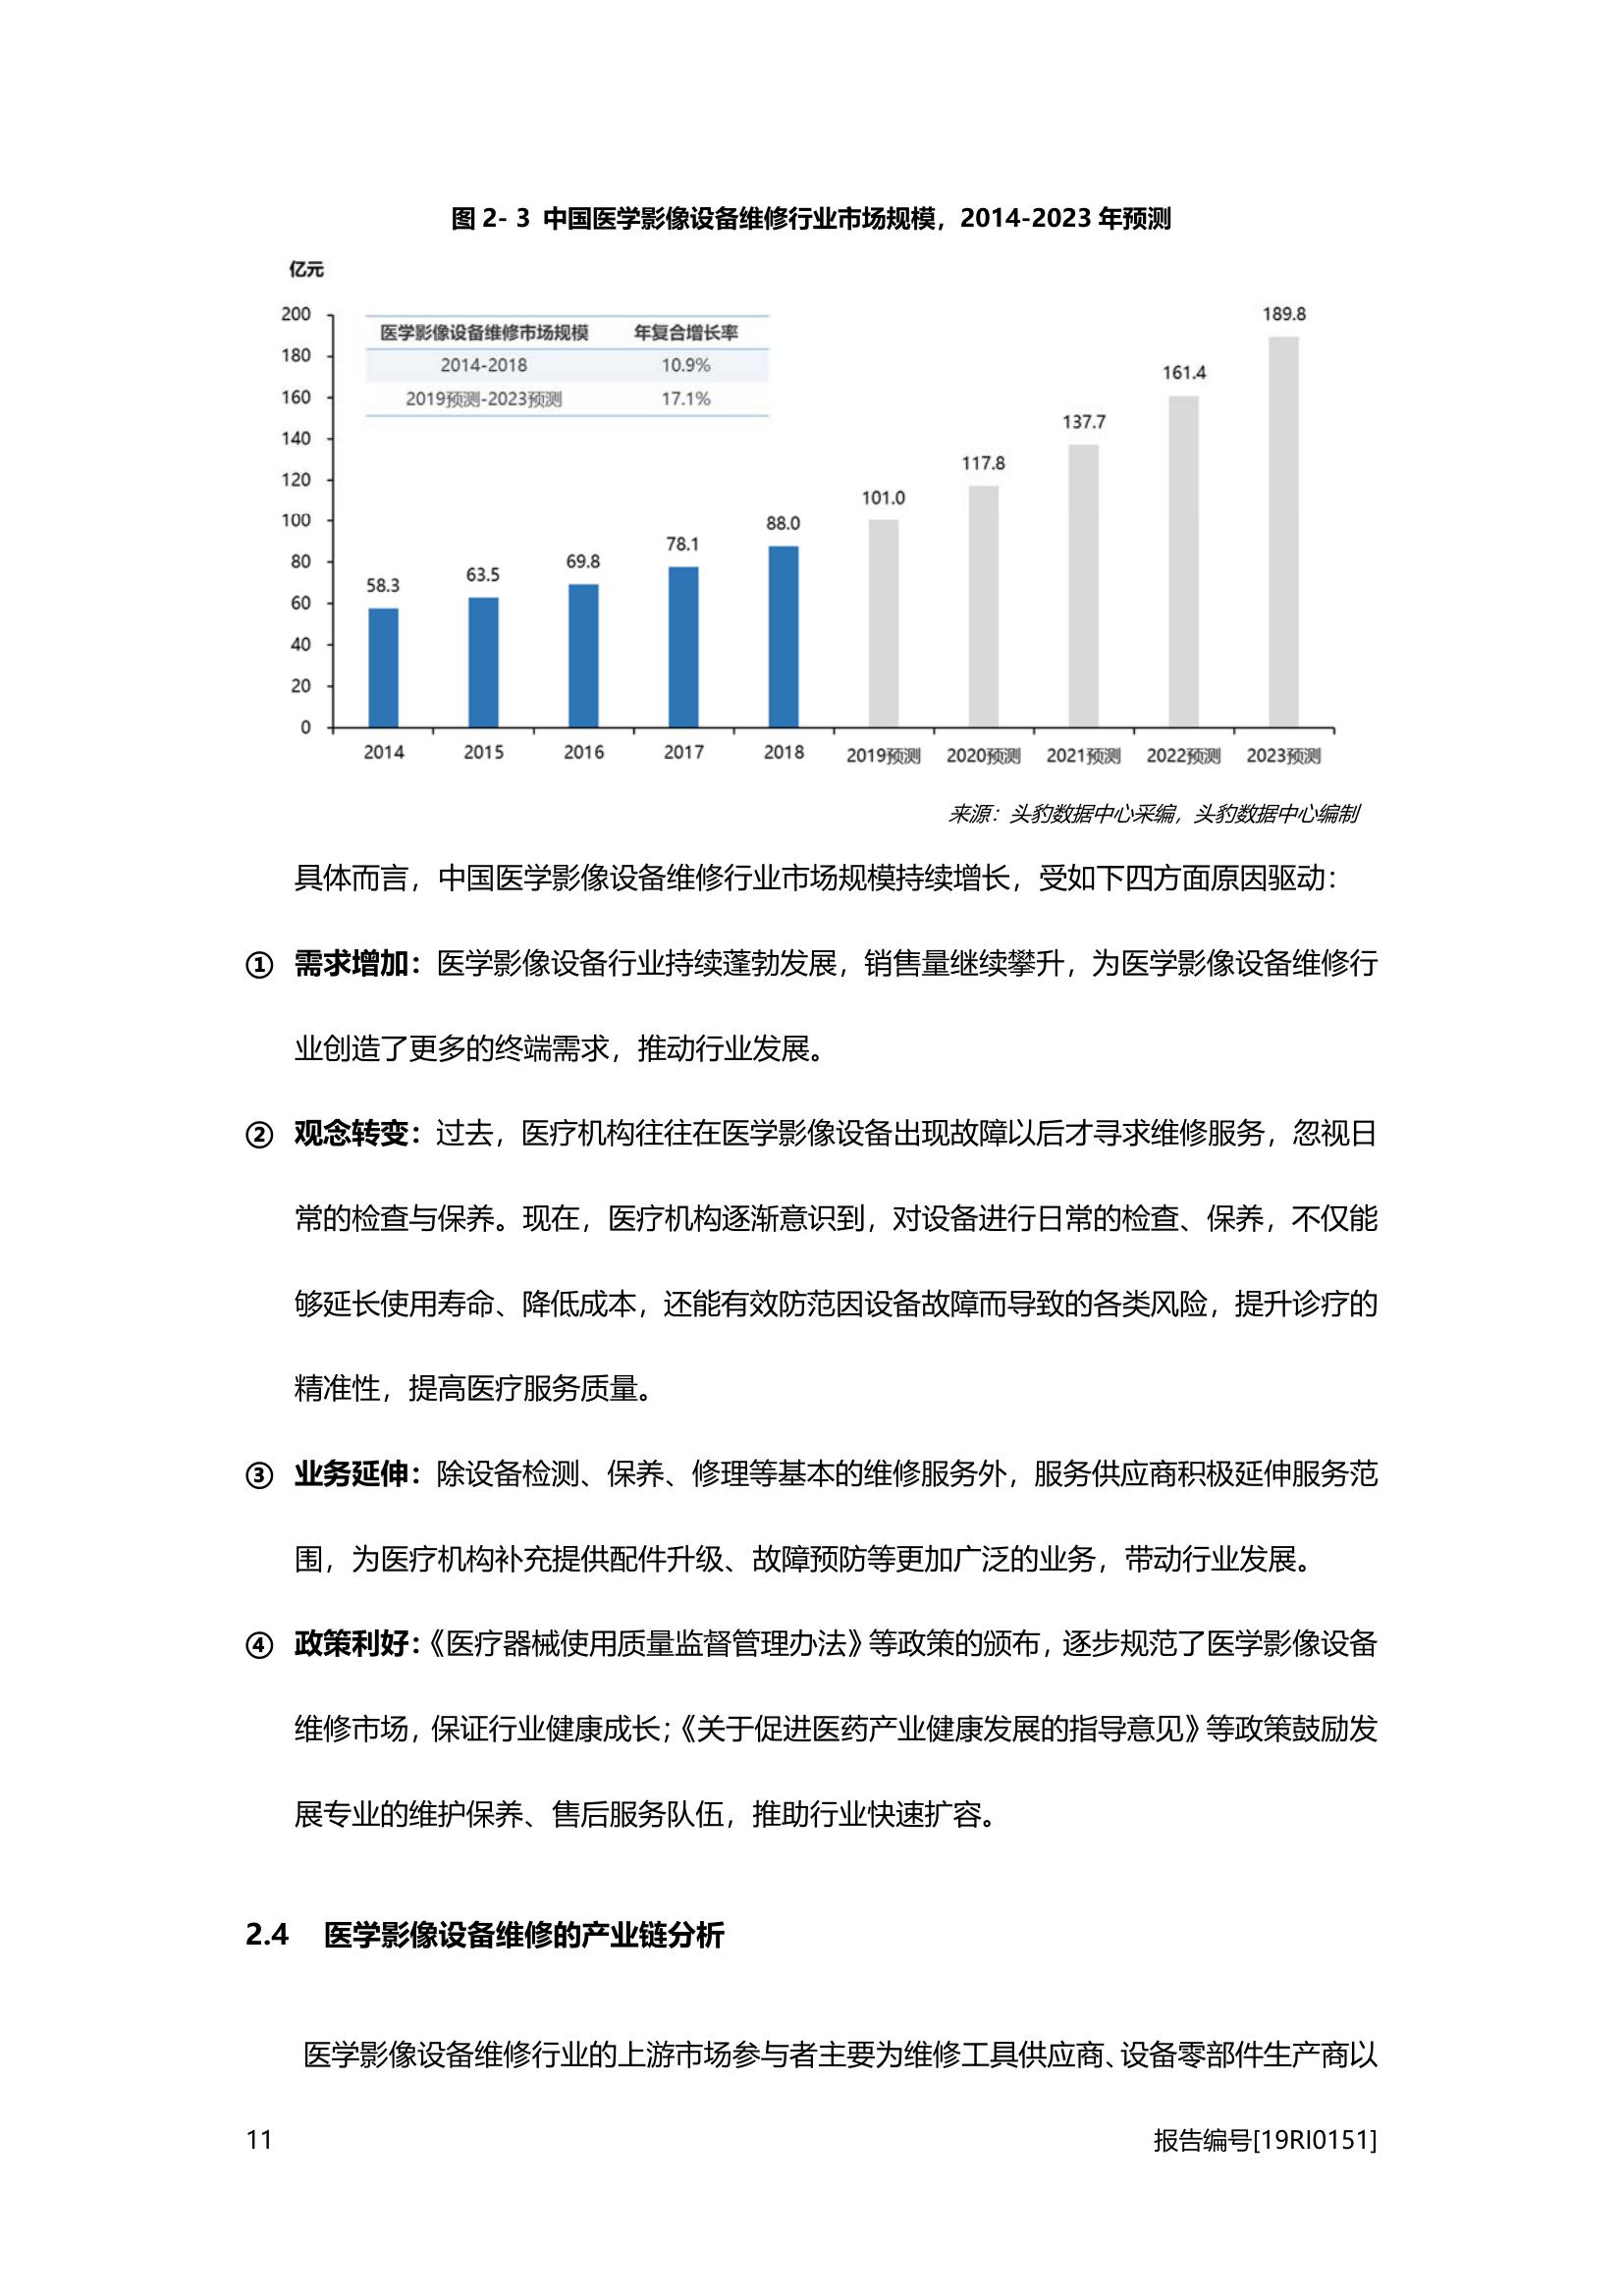 图 2- 3 中国医学影像设备维修行业市场规模，2014-2023 年预测
亿元
医学影像设备维修市场规模 年复合增长率
2014-2018 10.9%
2019预测-2023预测 17.1%
200
180
160
140
120
100
80
60
40
20
0
58.3
63.5
69.8
78.1
88.0
101.0
117.8
137.7
161.4
189.8
2014 2015 2016 2017 2018 2019预测 2020预测 2021预测 2022预测 2023预测
来源：头豹数据中心采编，头豹数据中心编制
具体而言，中国医学影像设备维修行业市场规模持续增长，受如下四方面原因驱动：
① 需求增加：医学影像设备行业持续蓬勃发展，销售量继续攀升，为医学影像设备维修行
业创造了更多的终端需求，推动行业发展。
② 观念转变：过去，医疗机构往往在医学影像设备出现故障以后才寻求维修服务，忽视日
常的检查与保养。现在，医疗机构逐渐意识到，对设备进行日常的检查、保养，不仅能
够延长使用寿命、降低成本，还能有效防范因设备故障而导致的各类风险，提升诊疗的
精准性，提高医疗服务质量。
③ 业务延伸：除设备检测、保养、修理等基本的维修服务外，服务供应商积极延伸服务范
围，为医疗机构补充提供配件升级、故障预防等更加广泛的业务，带动行业发展。
④ 政策利好：《医疗器械使用质量监督管理办法》等政策的颁布，逐步规范了医学影像设备
维修市场，保证行业健康成长；《关于促进医药产业健康发展的指导意见》等政策鼓励发
展专业的维护保养、售后服务队伍，推助行业快速扩容。
2.4 医学影像设备维修的产业链分析
医学影像设备维修行业的上游市场参与者主要为维修工具供应商、设备零部件生产商以
11 报告编号[19RI0151]